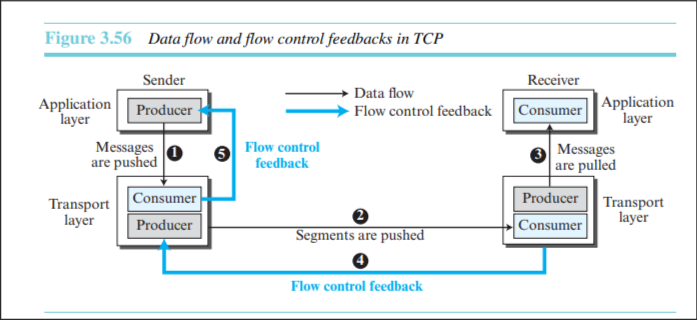 Figure 3.56 Data flow and flow control feedbacks in TCP
Sender
Receiver
Data flow
Flow control feedback
Application
layer
Producer
Consumer
Application
layer
Messages
are pushed
1
5
Flow control
feedback
3
Messages
are pulled
Transport
layer
Consumer
Producer
2
Segments are pushed
Producer
Consumer
Transport
layer
4
Flow control feedback